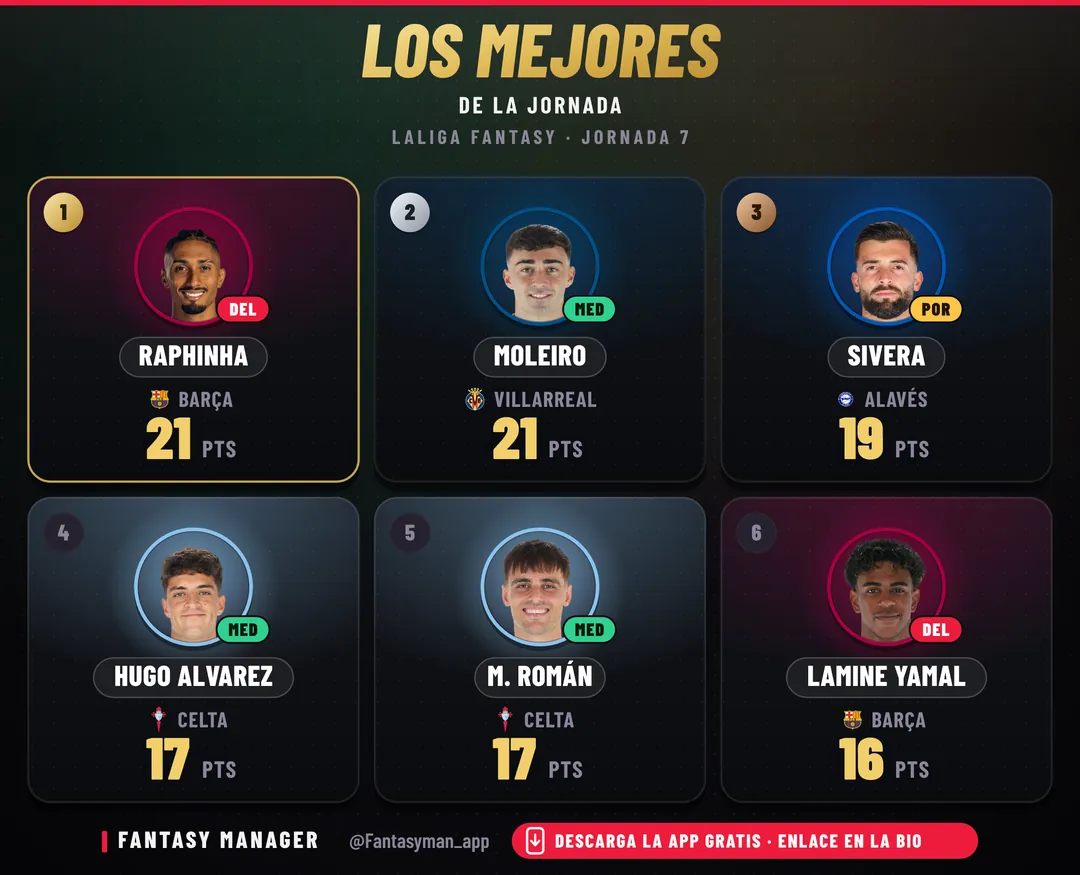 LOS MEJORES
DE LA JORNADA
LALIGA FANTASY · JORNADA 7
1
DEL
RAPHINHA
BARÇA
21 PTS
2
MED
MOLEIRO
VILLARREAL
21 PTS
3
POR
SIVERA
ALAVÉS
19 PTS
4
MED
HUGO ALVAREZ
CELTA
17 PTS
5
MED
M. ROMÁN
CELTA
17 PTS
6
DEL
LAMINE YAMAL
BARÇA
16 PTS
FANTASY MANAGER
@Fantasyman_app
DESCARGA LA APP GRATIS · ENLACE EN LA BIO